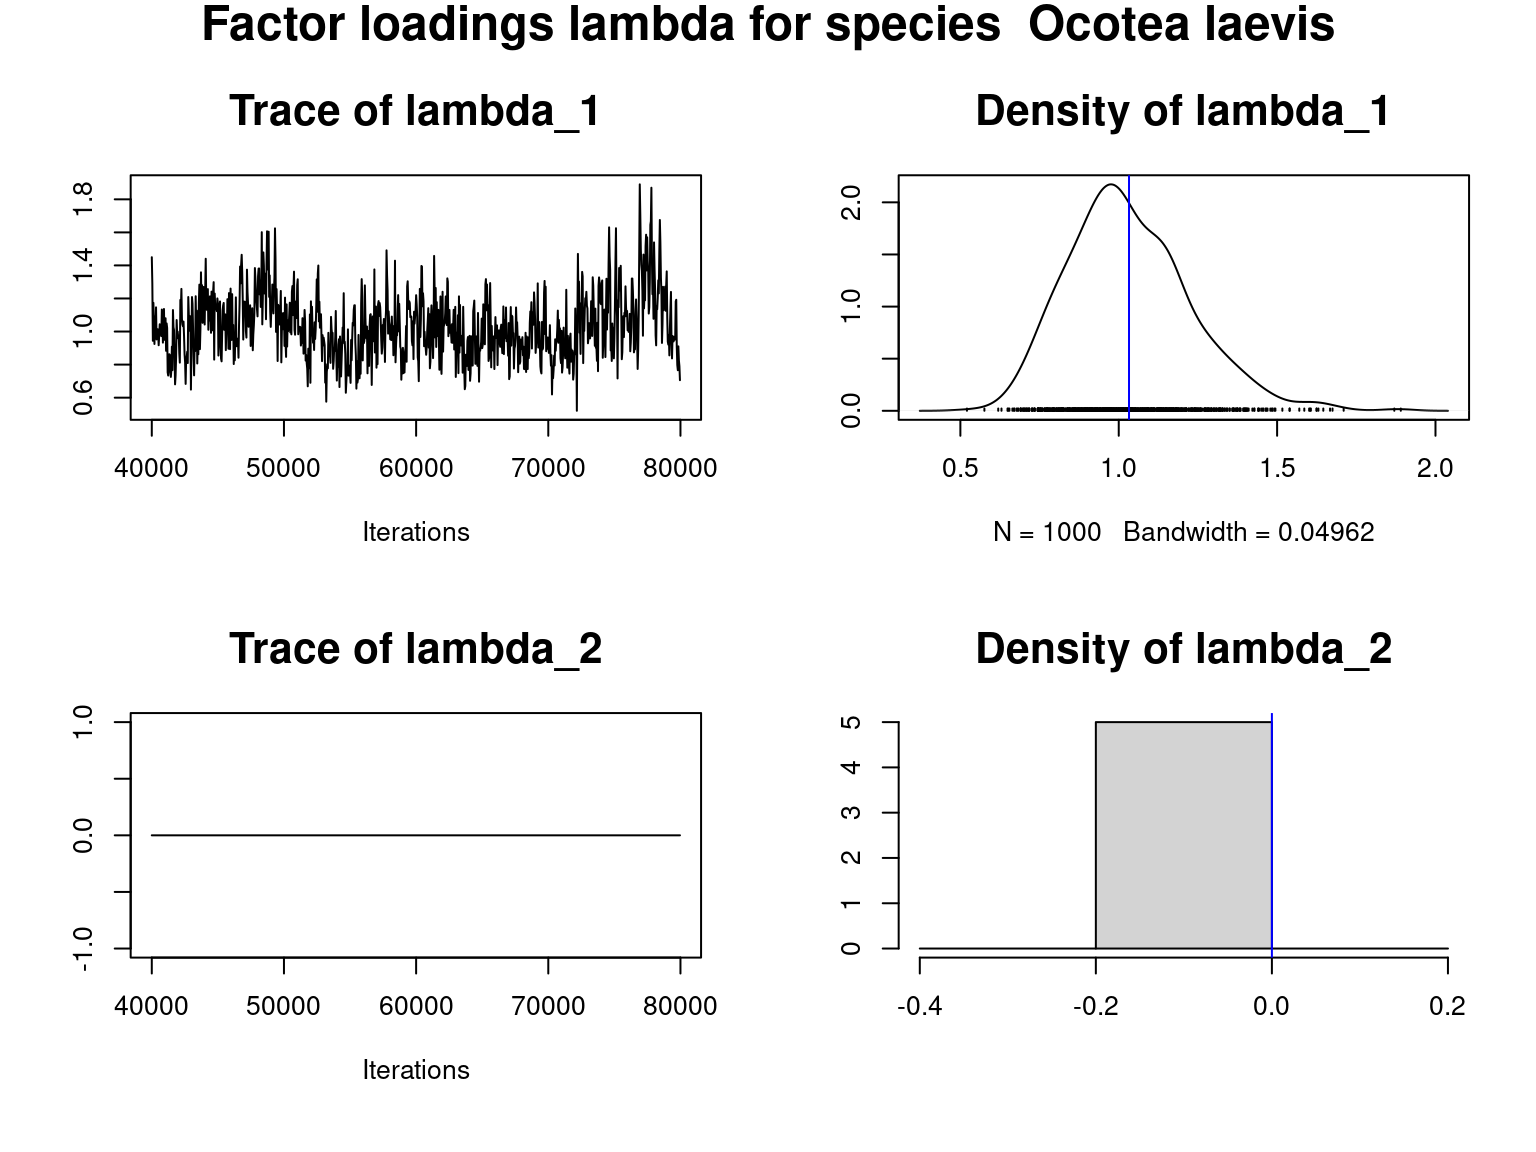 Factor loadings lambda for species  Ocotea laevis
Trace of lambda_1
Density of lambda_1
0.6 1.0 1.4 1.8
40000 50000 60000 70000 80000
Iterations
0.0 1.0 2.0
0.5 1.0 1.5 2.0
N = 1000   Bandwidth = 0.04962
Trace of lambda_2
Density of lambda_2
-1.0 0.0 1.0
40000 50000 60000 70000 80000
Iterations
0 1 2 3 4 5
-0.4 -0.2 0.0 0.2